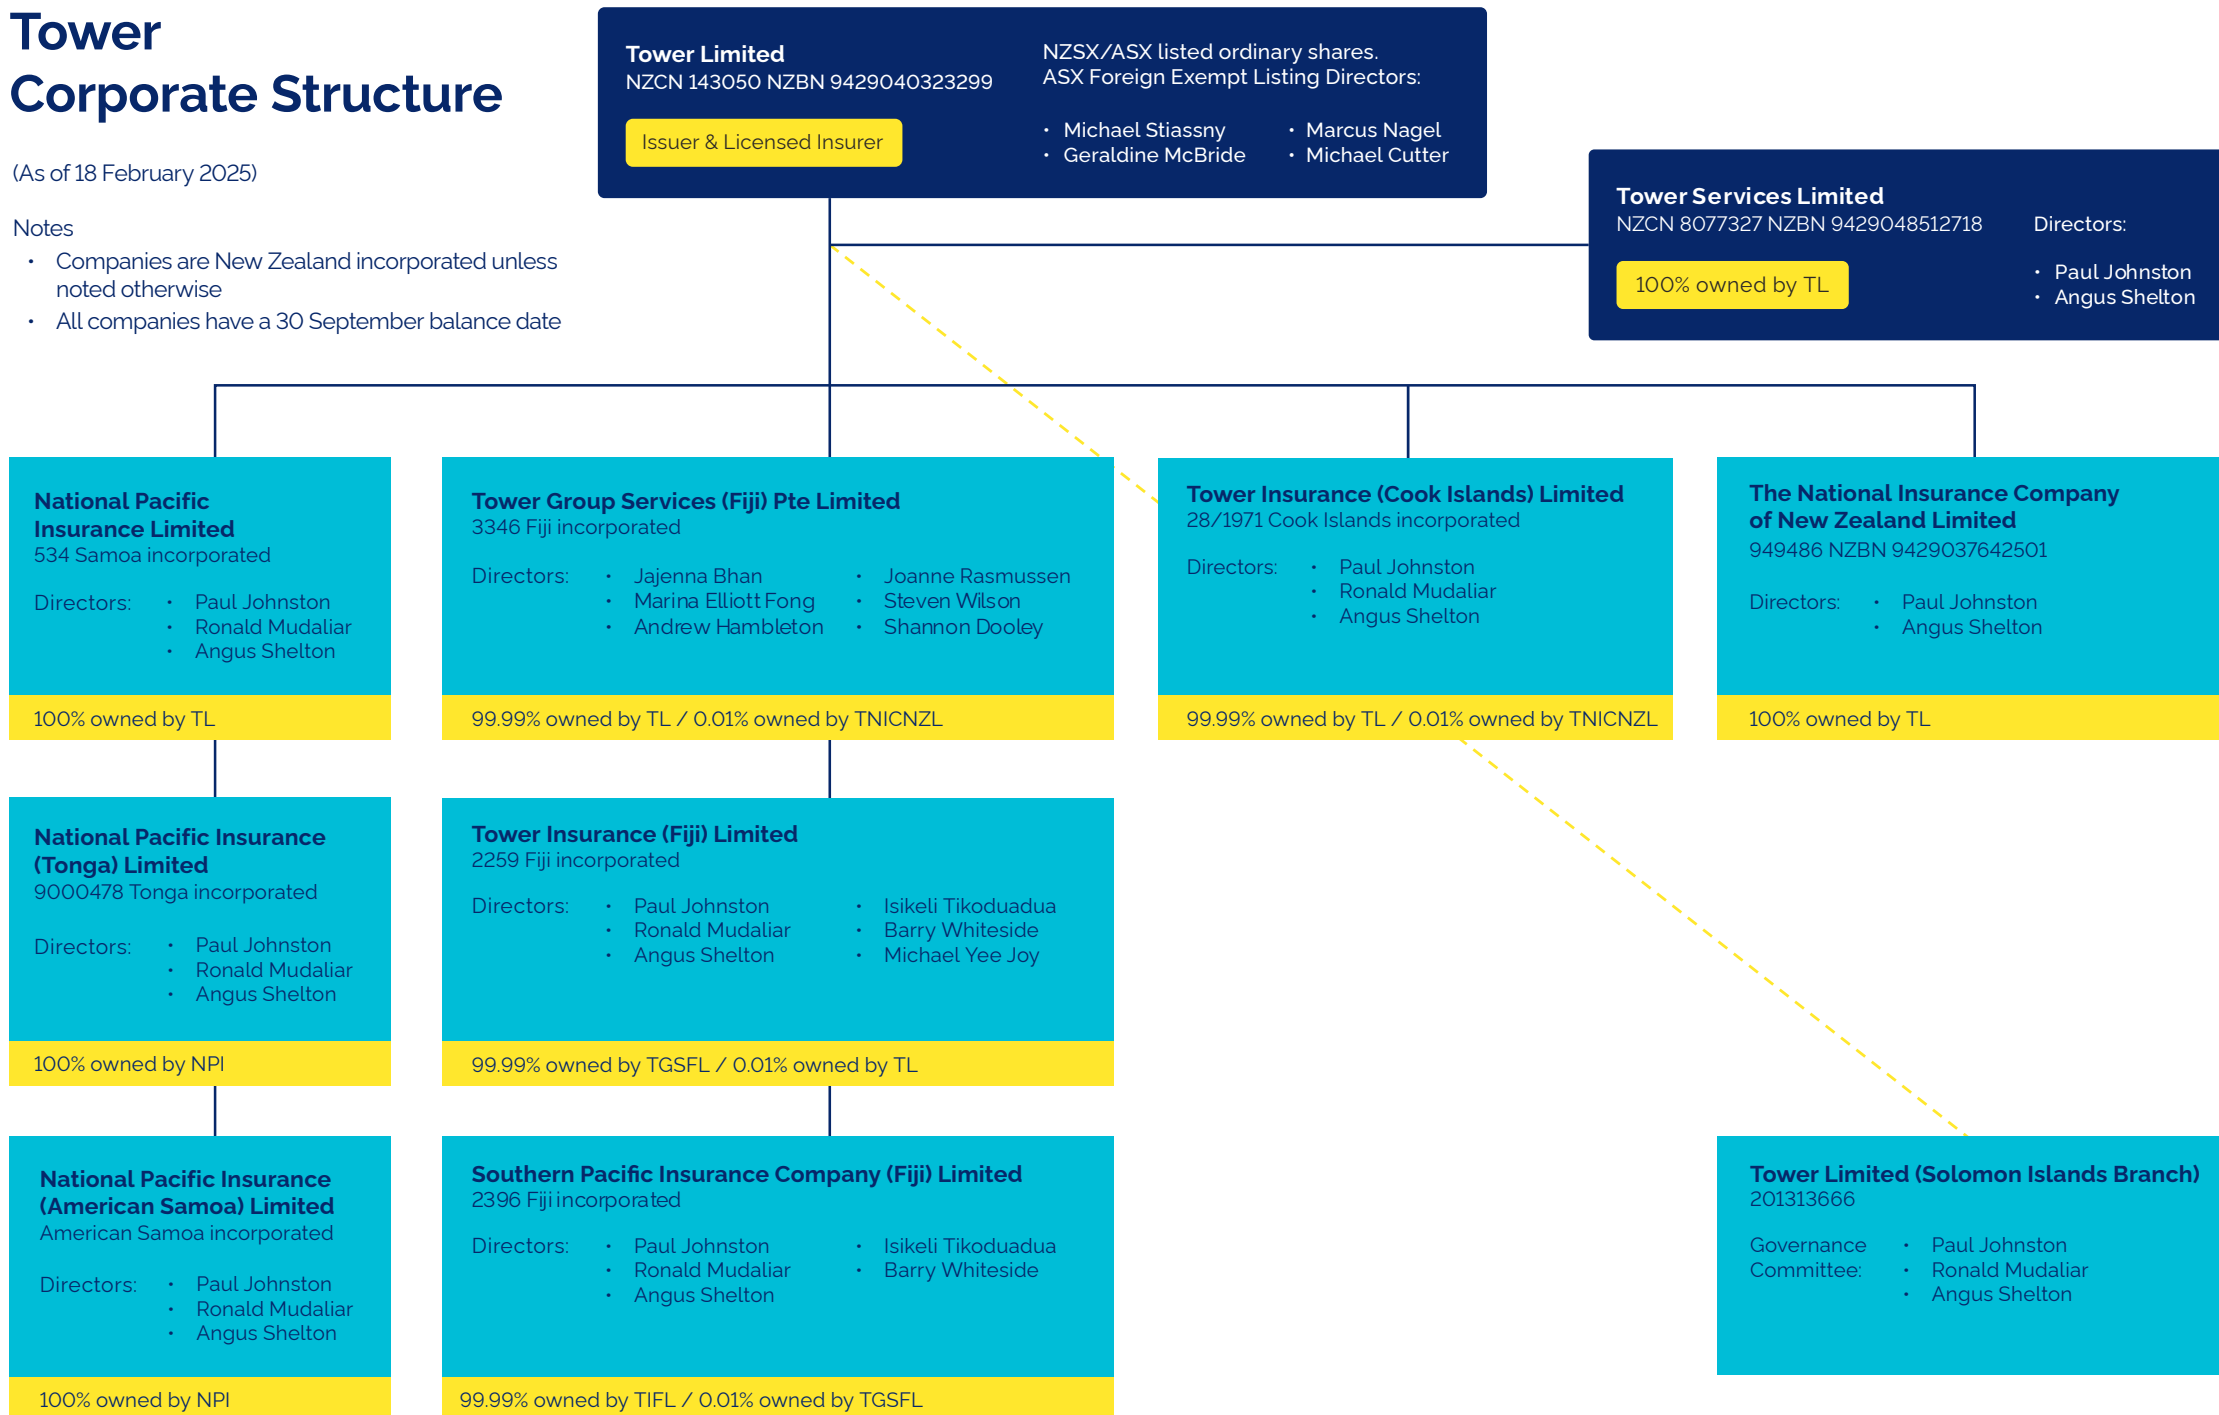 Tower
Corporate Structure
(As of 18 February 2025)
Notes
• Companies are New Zealand incorporated unless
noted otherwise
• All companies have a 30 September balance date
Tower Limited
NZCN 143050 NZBN 9429040323299
Issuer & Licensed Insurer
NZSX/ASX listed ordinary shares.
ASX Foreign Exempt Listing Directors:
• Michael Stiassny
• Geraldine McBride
• Marcus Nagel
• Michael Cutter
Tower Services Limited
NZCN 8077327 NZBN 9429048512718
100% owned by TL
Directors:
• Paul Johnston
• Angus Shelton
National Pacific
Insurance Limited
534 Samoa incorporated
Directors:
• Paul Johnston
• Ronald Mudaliar
• Angus Shelton
100% owned by TL
Tower Group Services (Fiji) Pte Limited
3346 Fiji incorporated
Directors:
• Jajenna Bhan
• Marina Elliott Fong
• Andrew Hambleton
• Joanne Rasmussen
• Steven Wilson
• Shannon Dooley
99.99% owned by TL / 0.01% owned by TNICNZL
Tower Insurance (Cook Islands) Limited
28/1971 Cook Islands incorporated
Directors:
• Paul Johnston
• Ronald Mudaliar
• Angus Shelton
99.99% owned by TL / 0.01% owned by TNICNZL
The National Insurance Company
of New Zealand Limited
949486 NZBN 9429037642501
Directors:
• Paul Johnston
• Angus Shelton
100% owned by TL
National Pacific Insurance
(Tonga) Limited
9000478 Tonga incorporated
Directors:
• Paul Johnston
• Ronald Mudaliar
• Angus Shelton
100% owned by NPI
Tower Insurance (Fiji) Limited
2259 Fiji incorporated
Directors:
• Paul Johnston
• Ronald Mudaliar
• Angus Shelton
• Isikeli Tikoduadua
• Barry Whiteside
• Michael Yee Joy
99.99% owned by TGSFL / 0.01% owned by TL
National Pacific Insurance
(American Samoa) Limited
American Samoa incorporated
Directors:
• Paul Johnston
• Ronald Mudaliar
• Angus Shelton
100% owned by NPI
Southern Pacific Insurance Company (Fiji) Limited
2396 Fiji incorporated
Directors:
• Paul Johnston
• Ronald Mudaliar
• Angus Shelton
• Isikeli Tikoduadua
• Barry Whiteside
99.99% owned by TIFL / 0.01% owned by TGSFL
Tower Limited (Solomon Islands Branch)
201313666
Governance
Committee:
• Paul Johnston
• Ronald Mudaliar
• Angus Shelton